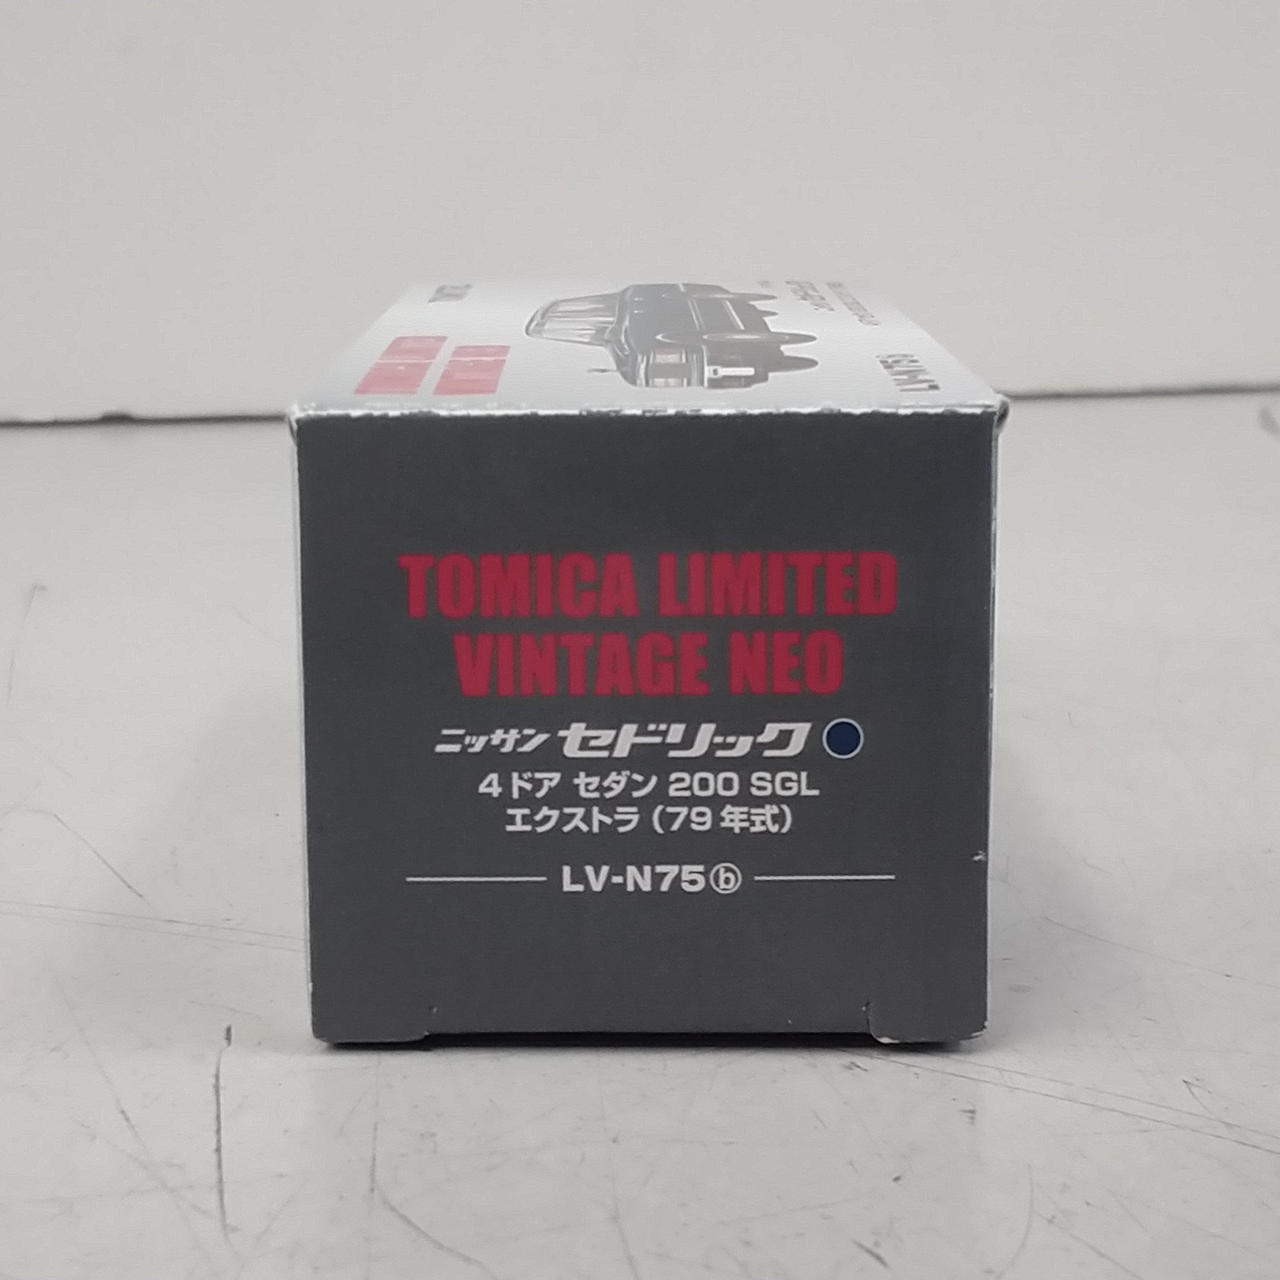 TOMICA LIMITED
VINTAGE NEO
ニッサン セドリック
4ドア セダン 200 SGL
エクストラ（79年式）
LV-N75ⓑ